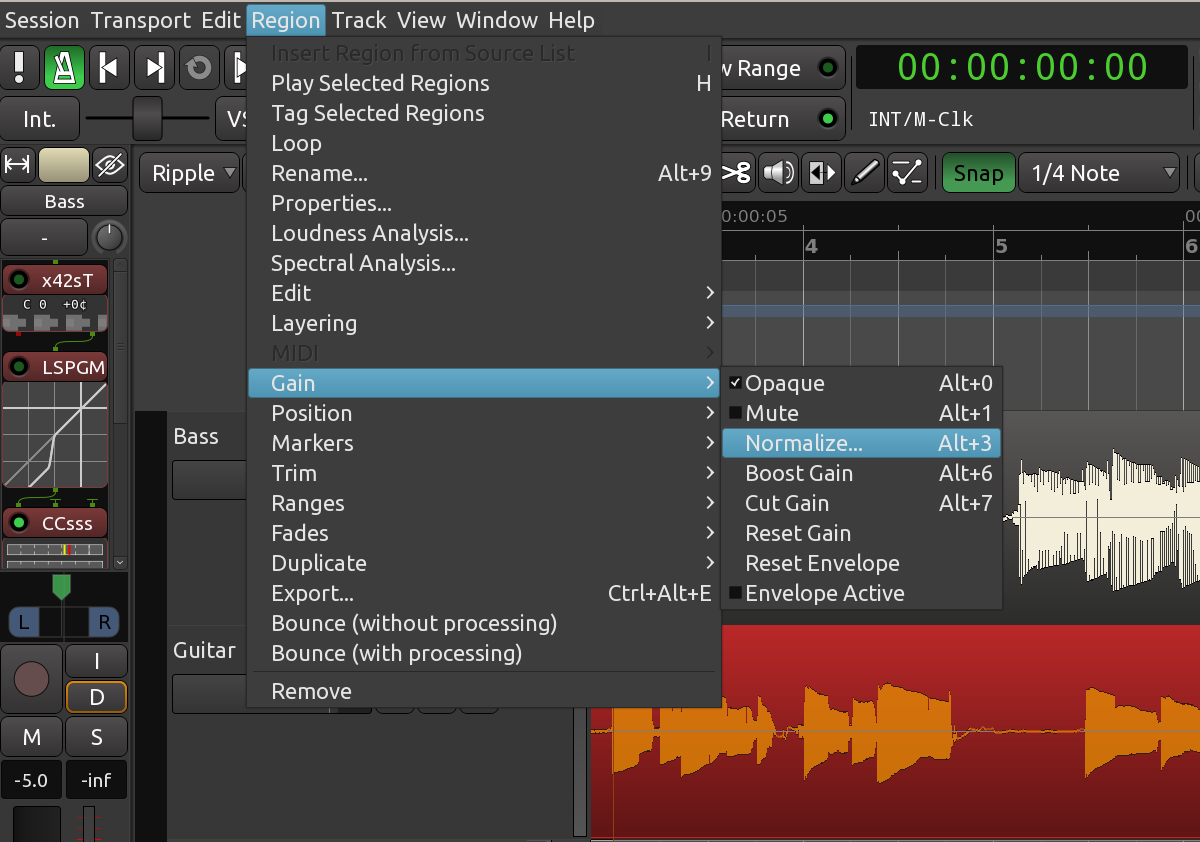 Session Transport Edit Region Track View Window Help
Int.
00:00:00:00
Return
INT/M-Clk
Ripple
Snap
1/4 Note
Range
0:00:05
4 5 6
Bass
-
x42sT
C 0 +0¢
LSPGM
CCsss
L R
I
D
M S
-5.0 -inf
Bass
Guitar
Insert Region from Source List I
Play Selected Regions H
Tag Selected Regions
Loop
Rename... Alt+9
Properties...
Loudness Analysis...
Spectral Analysis...
Edit
Layering
MIDI
Gain
Position
Markers
Trim
Ranges
Fades
Duplicate
Export... Ctrl+Alt+E
Bounce (without processing)
Bounce (with processing)
Remove
Opaque Alt+0
Mute Alt+1
Normalize... Alt+3
Boost Gain Alt+6
Cut Gain Alt+7
Reset Gain
Reset Envelope
Envelope Active